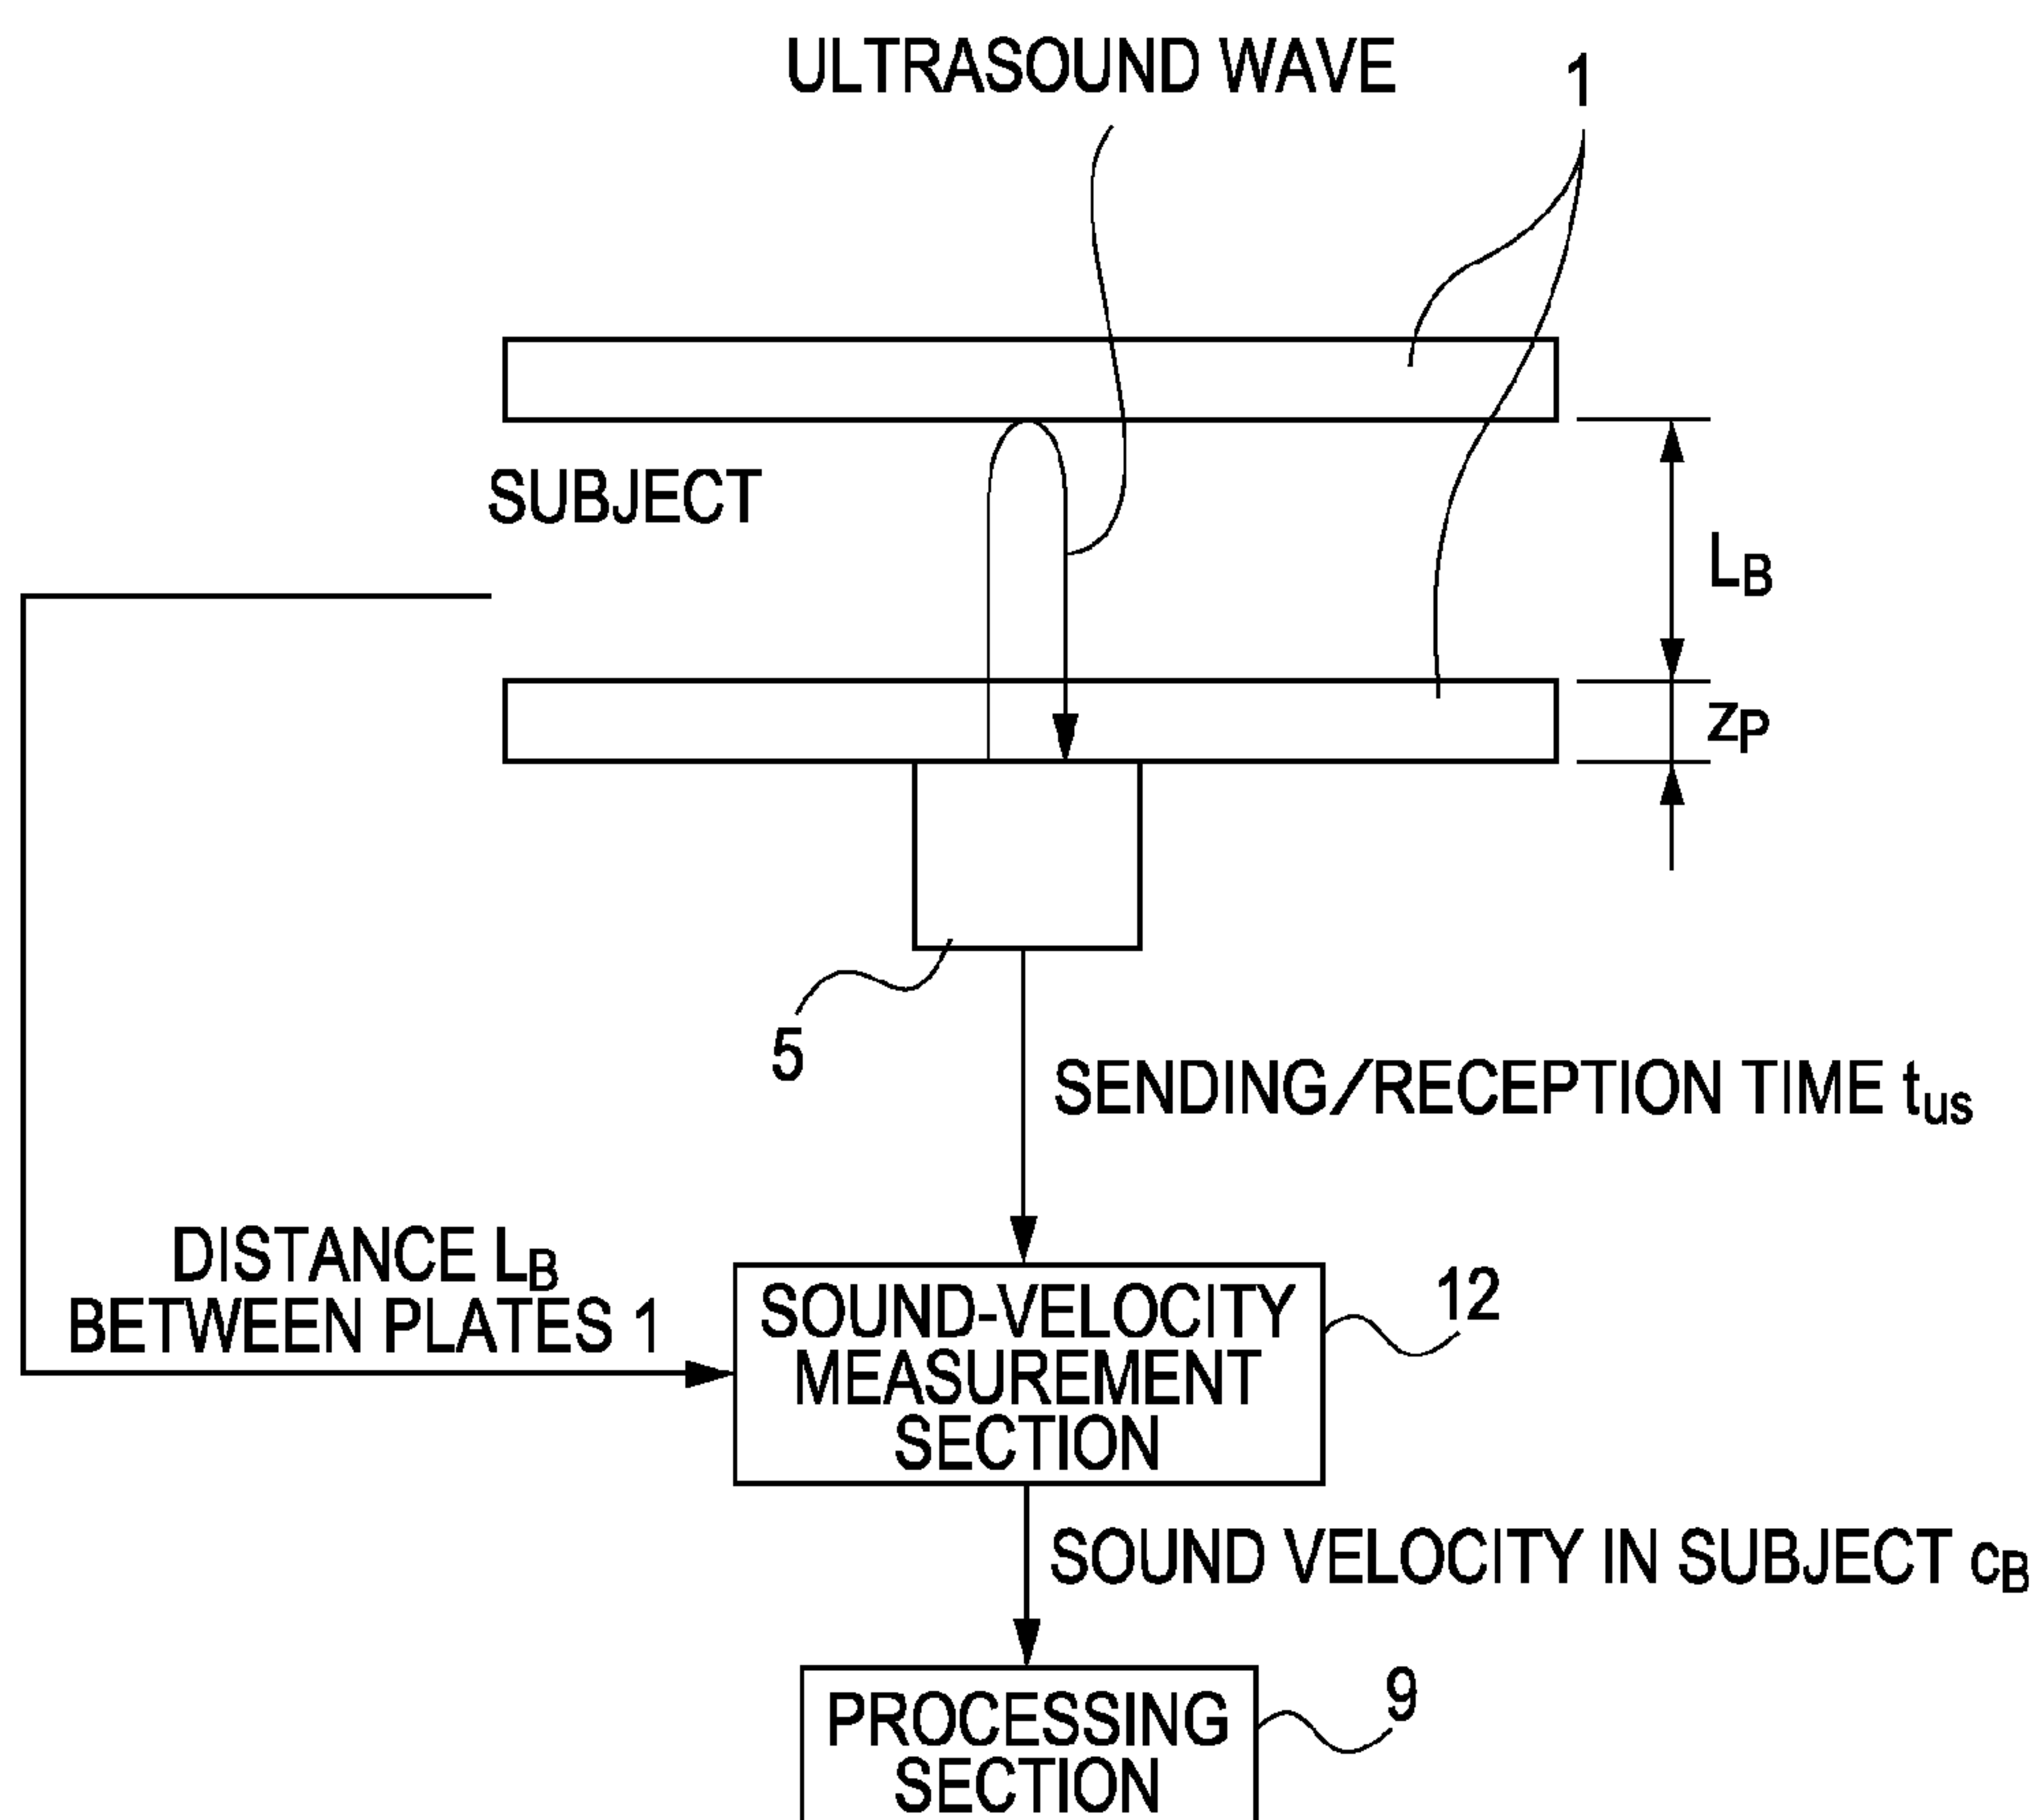 ULTRASOUND WAVE
1
SUBJECT
LB
zP
5
SENDING/RECEPTION TIME tus
DISTANCE LB
BETWEEN PLATES 1
SOUND-VELOCITY
MEASUREMENT
SECTION
12
SOUND VELOCITY IN SUBJECT cB
PROCESSING
SECTION
9